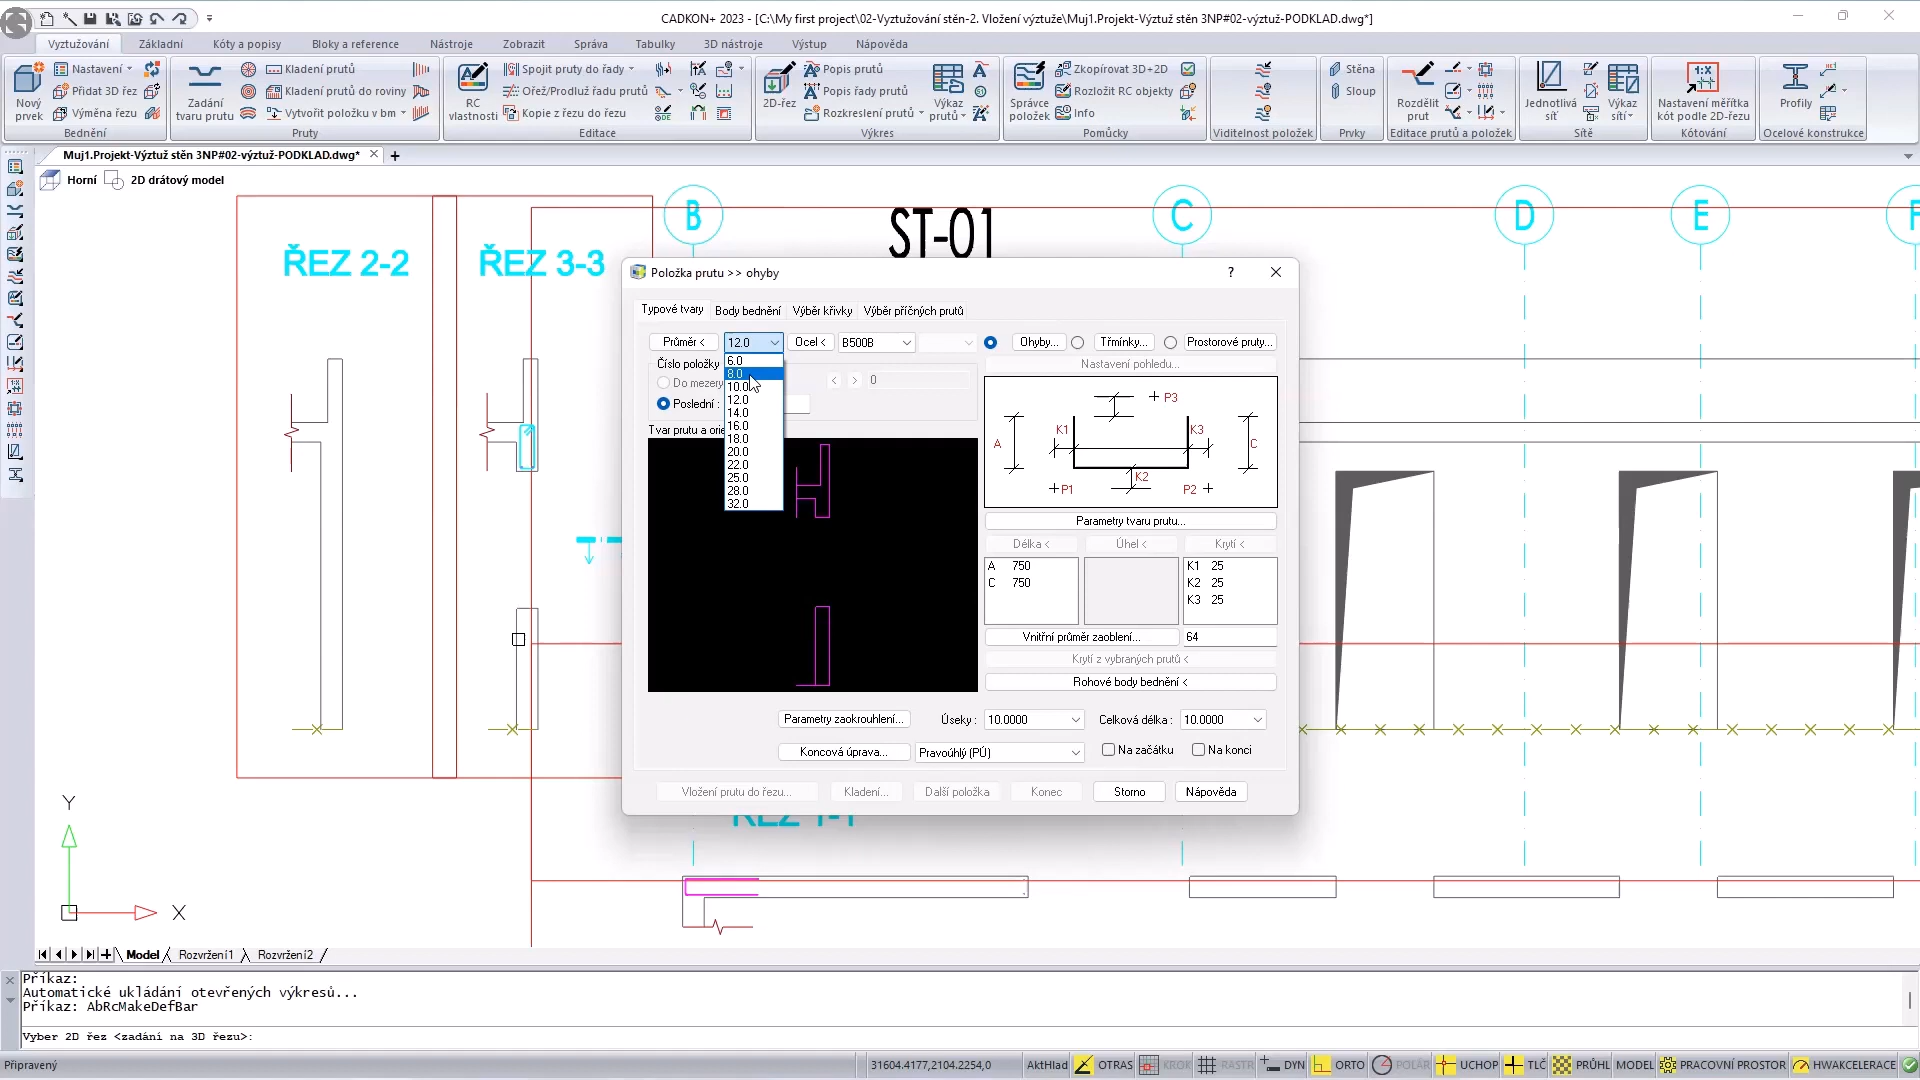 CADKON+ 2023 - [C:\My first project\02-Vyztužování stěn-2. Vložení výztuže\Muj1.Projekt-Výztuž stěn 3NP#02-výztuž-PODKLAD.dwg*]
Vyztužování Základní Kóty a popisy Bloky a reference Nástroje Zobrazit Správa Tabulky 3D nástroje Výstup Nápověda
Nový prvek
Nastavení
Přidat 3D řez
Výměna řezu
Bednění
Zadání tvaru prutu
Kladení prutů
Kladení prutů do roviny
Vytvořit položku v bm
Pruty
RC vlastnosti
Spojit pruty do řady
Ořež/Prodluž řadu prutů
Kopie z řezu do řezu
Editace
2D-řez
Popis prutů
Popis řady prutů
Rozkreslení prutů
Výkaz prutů
Výkres
Správce položek
Zkopírovat 3D+2D
Rozložit RC objekty
Info
Pomůcky
Viditelnost položek
Stěna
Sloup
Prvky
Rozdělit prut
Editace prutů a položek
Jednotlivá síť
Výkaz sítí
Sítě
Nastavení měřítka kót podle 2D-řezu
Kótování
Profily
Ocelové konstrukce
Muj1.Projekt-Výztuž stěn 3NP#02-výztuž-PODKLAD.dwg*
Horní 2D drátový model
ŘEZ 2-2 ŘEZ 3-3 B ST-01 C D E F
Položka prutu >> ohyby
Typové tvary Body bednění Výběr křivky Výběr příčných prutů
Průměr < 12.0 Ocel < B500B Ohyby... Třmínky... Prostorové pruty...
6.0
8.0
10.0
12.0
14.0
16.0
18.0
20.0
22.0
25.0
28.0
32.0
Číslo položky
Do mezery
< > 0
Poslední :
Tvar prutu a orie
Nastavení pohledu...
P3
K1 K3
A C
K2
P1 P2
Parametry tvaru prutu...
Délka < Úhel < Krytí <
A 750
C 750
K1 25
K2 25
K3 25
Vnitřní průměr zaoblení... 64
Krytí z vybraných prutů <
Rohové body bednění <
Parametry zaokrouhlení... Úseky : 10.0000 Celková délka : 10.0000
Koncová úprava... Pravoúhlý (PÚ) Na začátku Na konci
Vložení prutu do řezu... Kladení... Další položka Konec Storno Nápověda
ŘEZ 1-1
Y
X
Model Rozvržení1 Rozvržení2
Příkaz:
Automatické ukládání otevřených výkresů...
Příkaz: AbRcMakeDefBar
Vyber 2D řez <zadání na 3D řezu>:
Připravený 31604.4177,2104.2254,0 AktHlad OTRAS KROK RASTR DYN ORTO POLÁR UCHOP TLČ PRŮHL MODEL PRACOVNÍ PROSTOR HWAKCELERACE